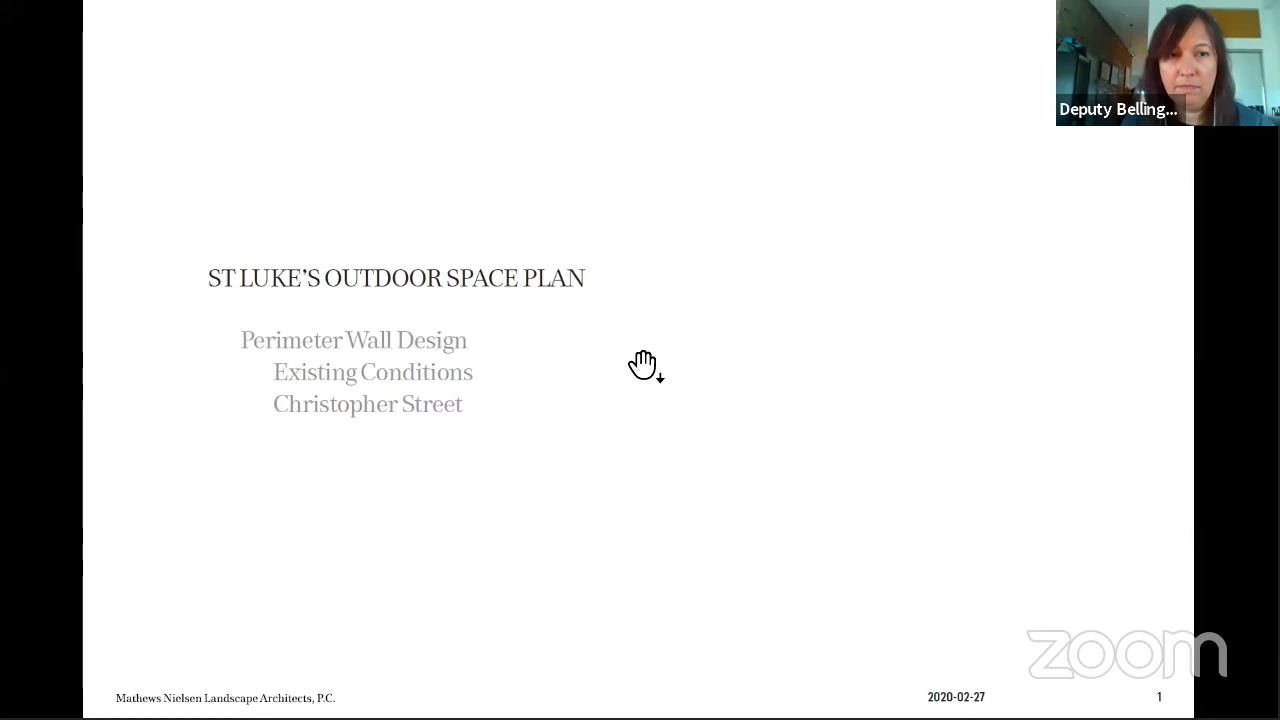 Deputy Belling...
ST LUKE'S OUTDOOR SPACE PLAN
Perimeter Wall Design
Existing Conditions
Christopher Street
zoom
Mathews Nielsen Landscape Architects, P.C.
2020-02-27
1